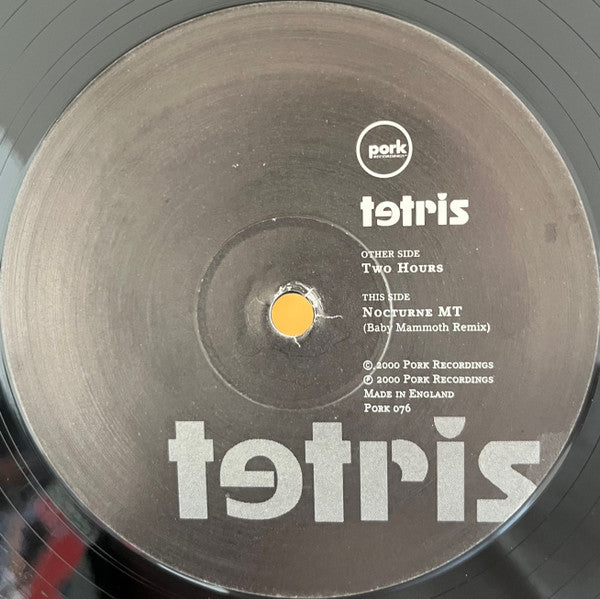 pork
RECORDINGS
tetris
OTHER SIDE
TWO HOURS
THIS SIDE
NOCTURNE MT
(Baby Mammoth Remix)
© 2000 PORK RECORDINGS
℗ 2000 PORK RECORDINGS
MADE IN ENGLAND
PORK 076
tetris